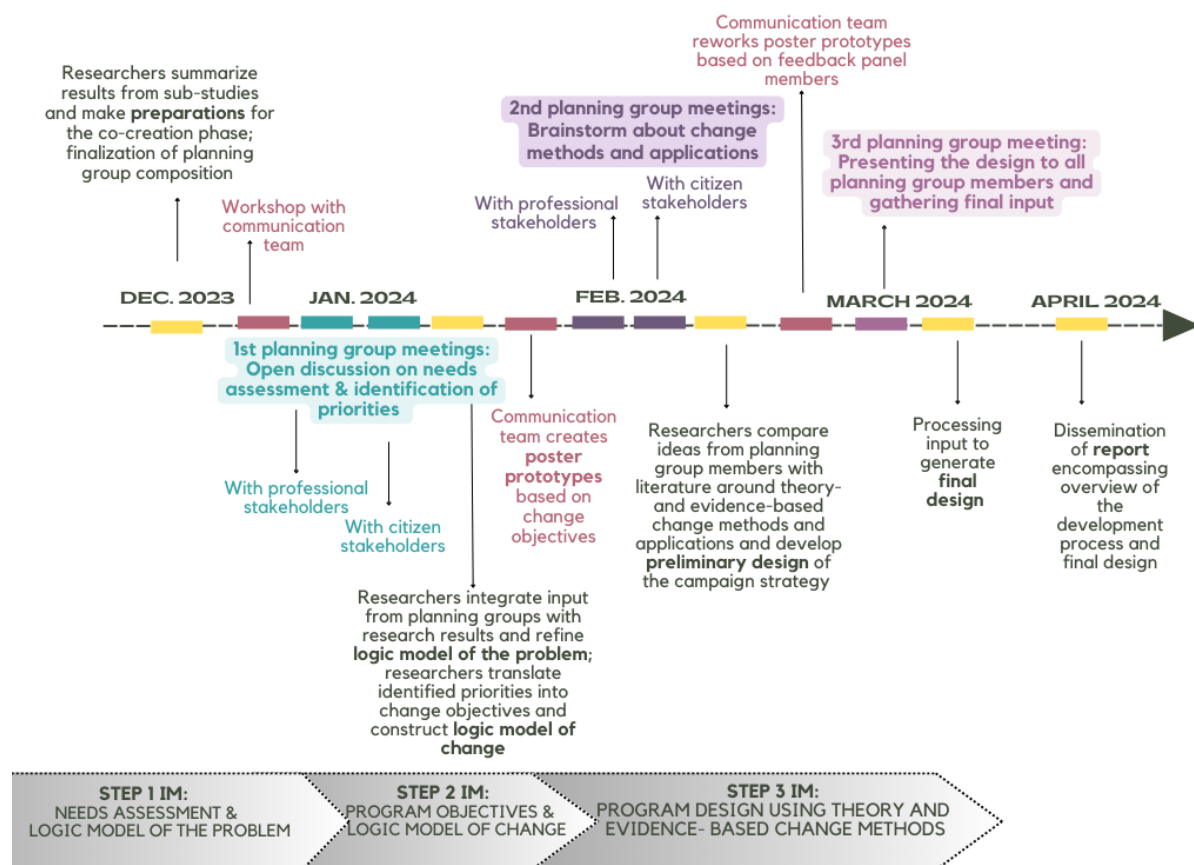 Communication team
reworks poster prototypes
based on feedback panel
members
Researchers summarize
results from sub-studies
and make preparations for
the co-creation phase;
finalization of planning
group composition
2nd planning group meetings:
Brainstorm about change
methods and applications
3rd planning group meeting:
Presenting the design to all
planning group members and
gathering final input
With citizen
stakeholders
With professional
stakeholders
Workshop with
communication
team
DEC. 2023
JAN. 2024
FEB. 2024
MARCH 2024
APRIL 2024
1st planning group meetings:
Open discussion on needs
assessment & identification of
priorities
With professional
stakeholders
With citizen
stakeholders
Communication
team creates
poster
prototypes
based on
change
objectives
Researchers compare
ideas from planning
group members with
literature around theory-
and evidence-based
change methods and
applications and develop
preliminary design of
the campaign strategy
Processing
input to
generate
final
design
Dissemination
of report
encompassing
overview of
the
development
process and
final design
Researchers integrate input
from planning groups with
research results and refine
logic model of the problem;
researchers translate
identified priorities into
change objectives and
construct logic model of
change
STEP 1 IM:
NEEDS ASSESSMENT &
LOGIC MODEL OF THE PROBLEM
STEP 2 IM:
PROGRAM OBJECTIVES &
LOGIC MODEL OF CHANGE
STEP 3 IM:
PROGRAM DESIGN USING THEORY AND
EVIDENCE- BASED CHANGE METHODS